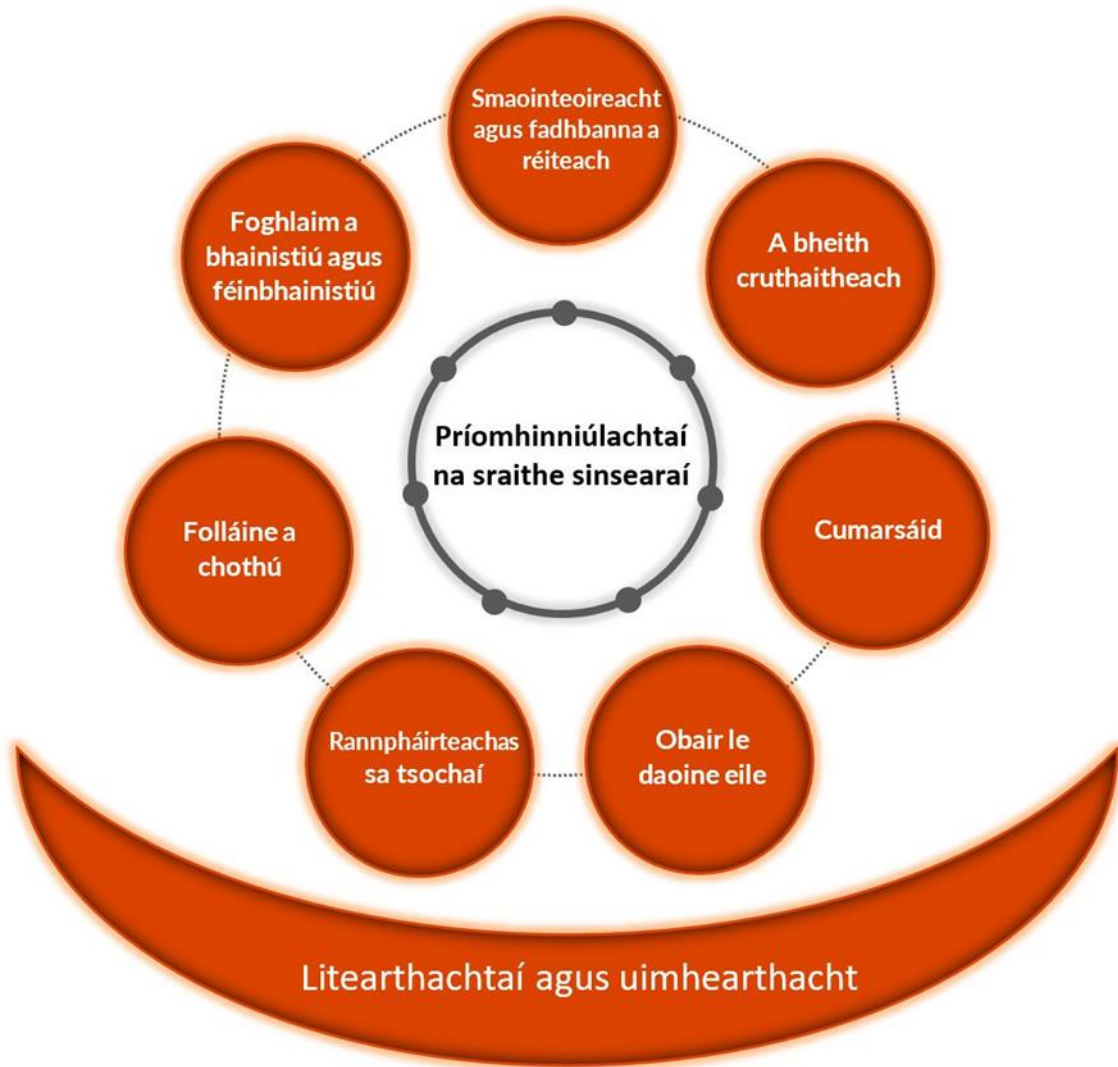 Smaointeoireacht
agus fadhbanna a
réiteach
A bheith
cruthaitheach
Cumarsáid
Obair le
daoine eile
Rannpháirteachas
sa tsochaí
Folláine a
chothú
Foghlaim a
bhainistiú agus
féinbhainistiú
Príomhinniúlachtaí
na sraithe sinsearaí
Litearthachtaí agus uimhearthacht